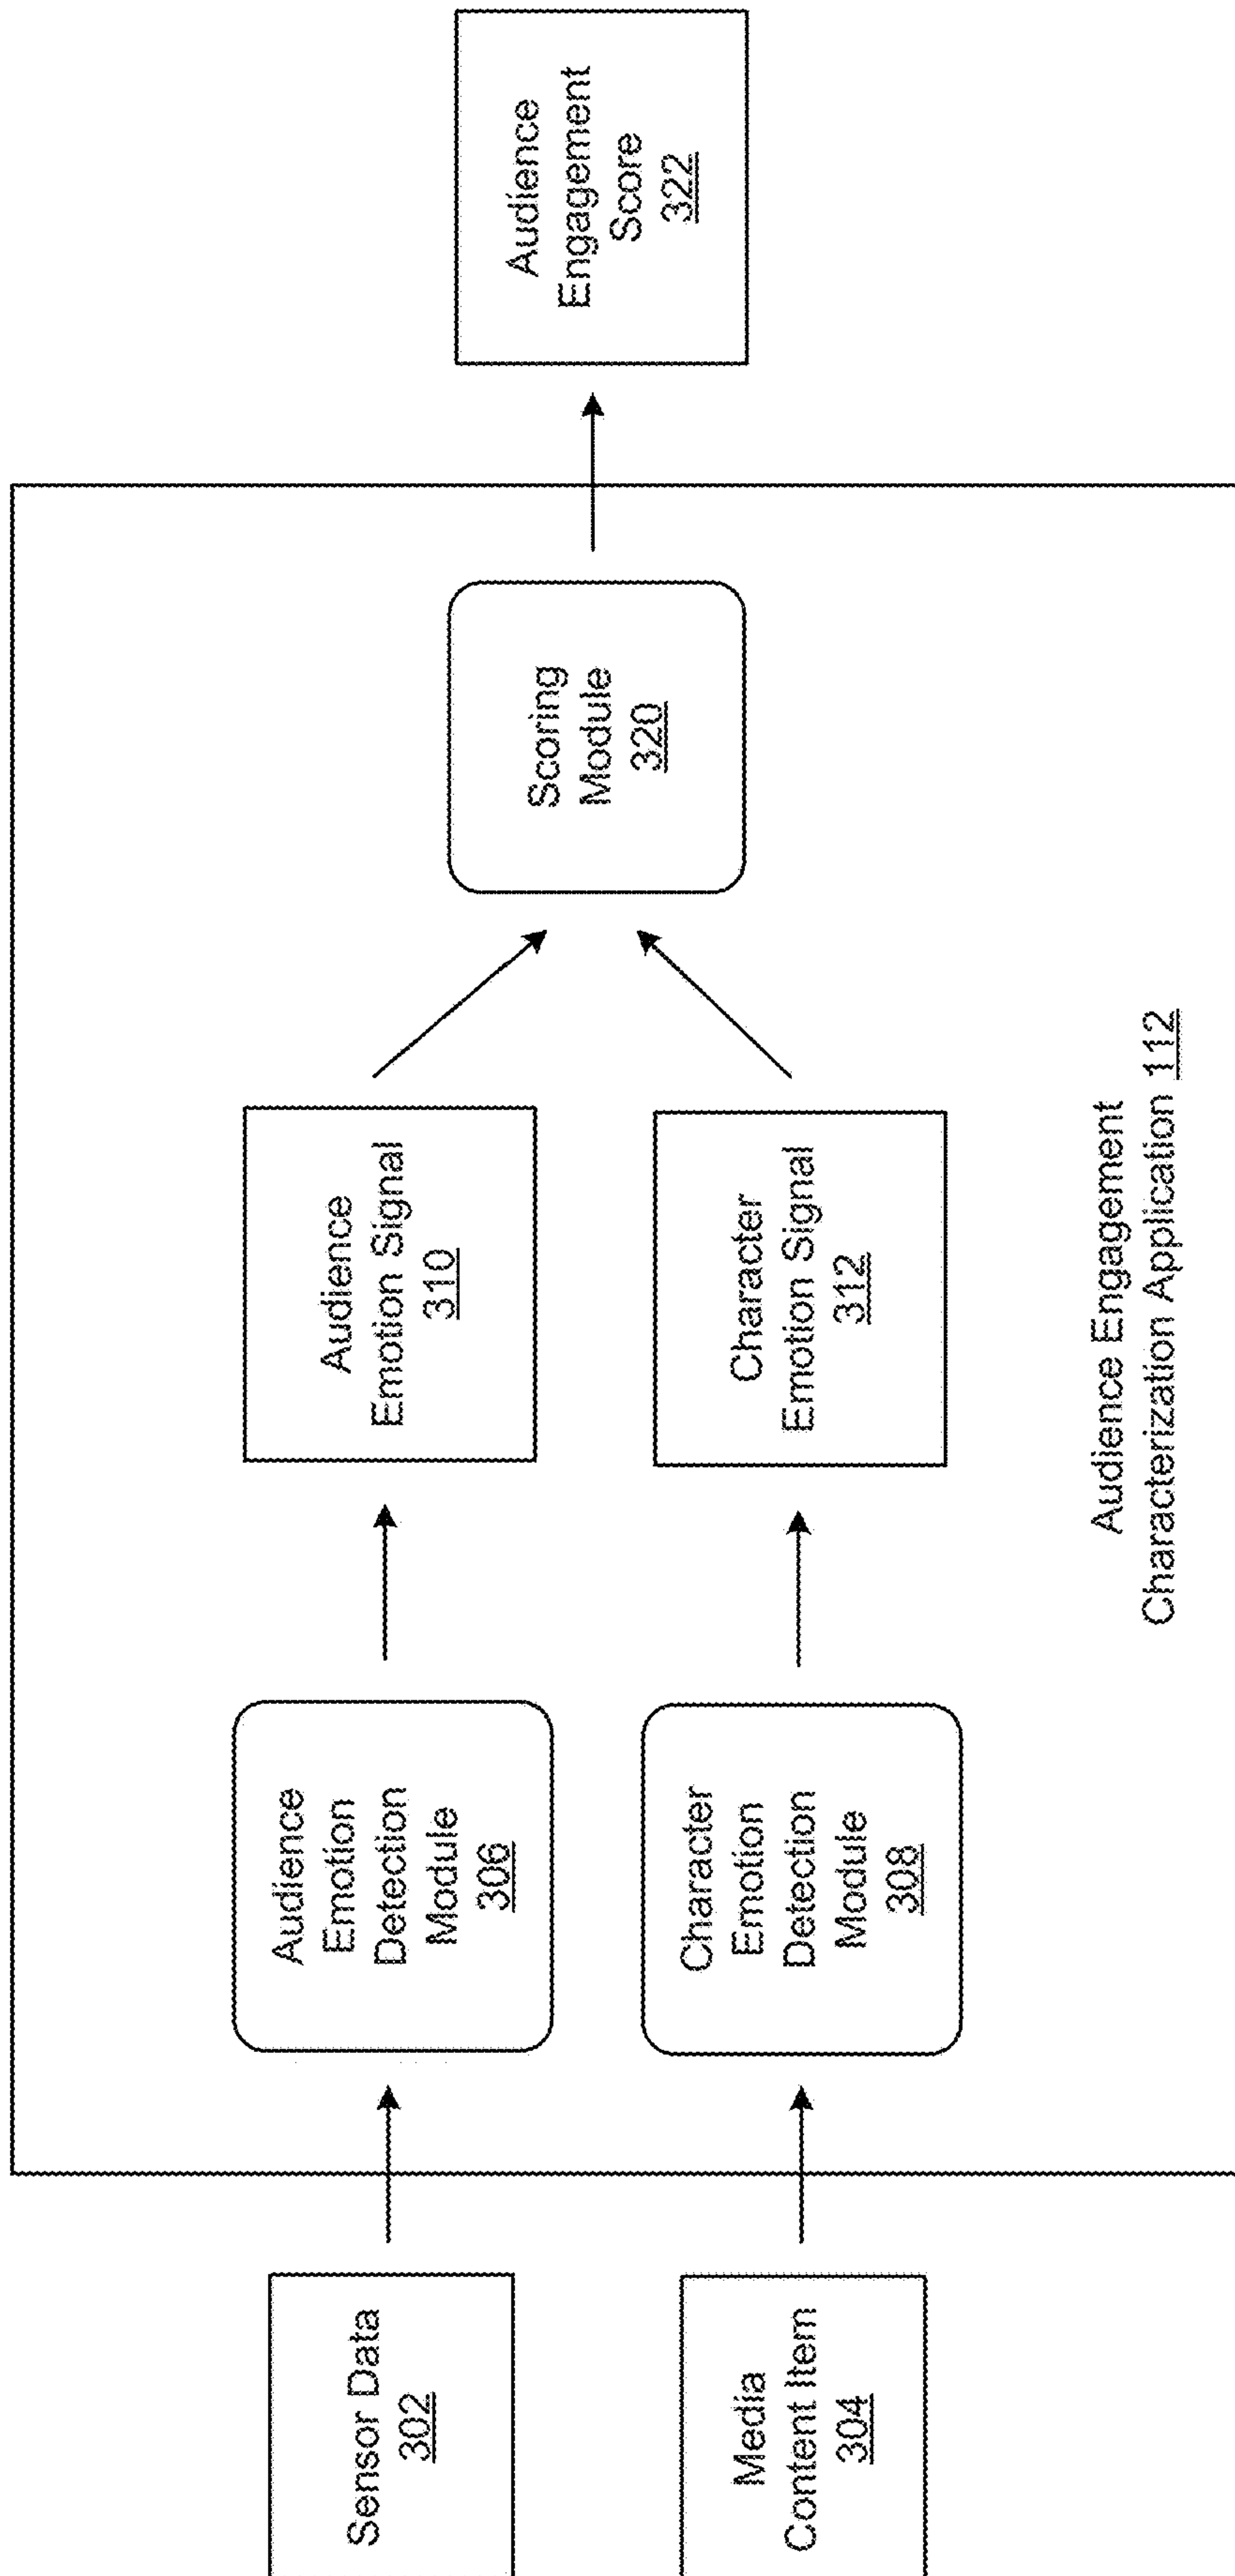 Sensor Data
302
Media
Content Item
304
Audience
Emotion
Detection
Module
306
Character
Emotion
Detection
Module
308
Audience
Emotion Signal
310
Character
Emotion Signal
312
Scoring
Module
320
Audience
Engagement
Score
322
Audience Engagement
Characterization Application 112